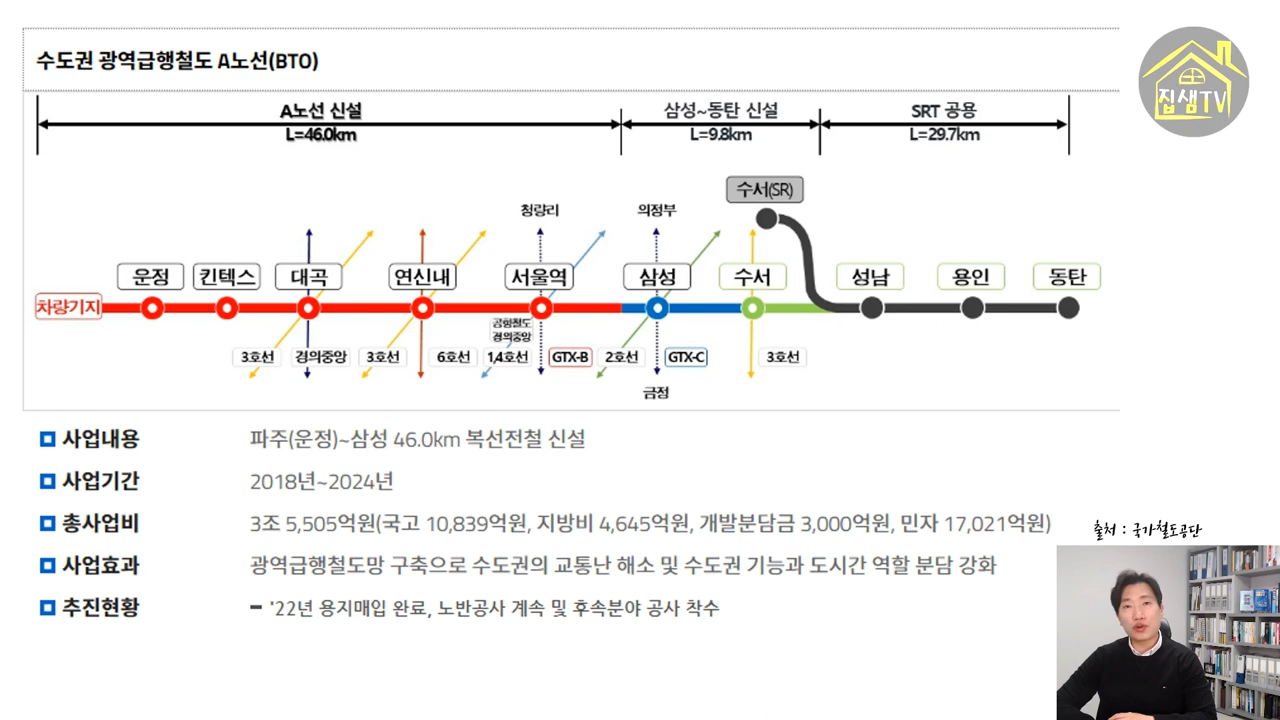 수도권 광역급행철도 A노선(BTO)
집샘TV
A노선 신설
L=46.0km
삼성~동탄 신설
L=9.8km
SRT 공용
L=29.7km
수서(SR)
청량리
의정부
운정
킨텍스
대곡
연신내
서울역
삼성
수서
성남
용인
동탄
차량기지
공항철도
경의중앙
3호선
경의중앙
3호선
6호선
1,4호선
GTX-B
2호선
GTX-C
3호선
금정
사업내용 파주(운정)~삼성 46.0km 복선전철 신설
사업기간 2018년~2024년
총사업비 3조 5,505억원(국고 10,839억원, 지방비 4,645억원, 개발분담금 3,000억원, 민자 17,021억원)
출처 : 국가철도공단
사업효과 광역급행철도망 구축으로 수도권의 교통난 해소 및 수도권 기능과 도시간 역할 분담 강화
추진현황 - '22년 용지매입 완료, 노반공사 계속 및 후속분야 공사 착수